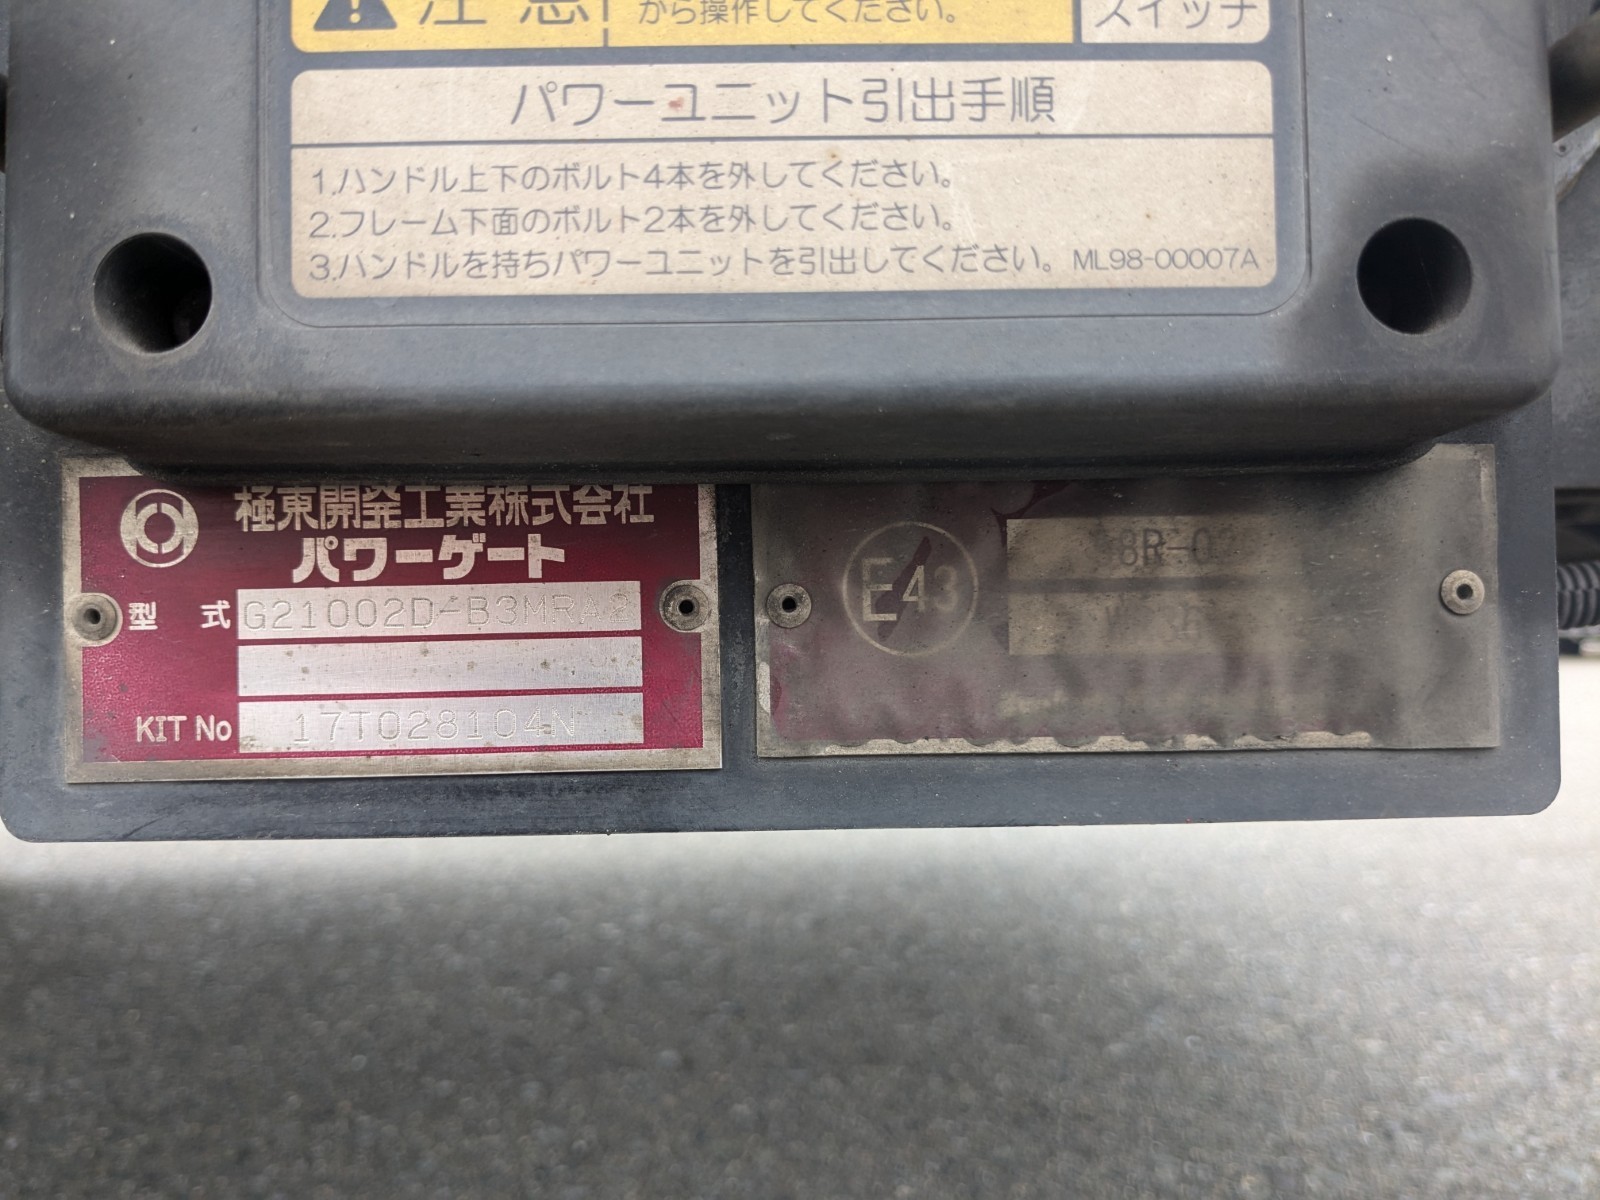 注意
から操作してください。
スイッチ
パワーユニット引出手順
1.ハンドル上下のボルト4本を外してください。
2.フレーム下面のボルト2本を外してください。
3.ハンドルを持ちパワーユニットを引出してください。 ML98-00007A
極東開発工業株式会社
パワーゲート
型 式 G21002D-B3MRA2
KIT No 17T028104N
E43